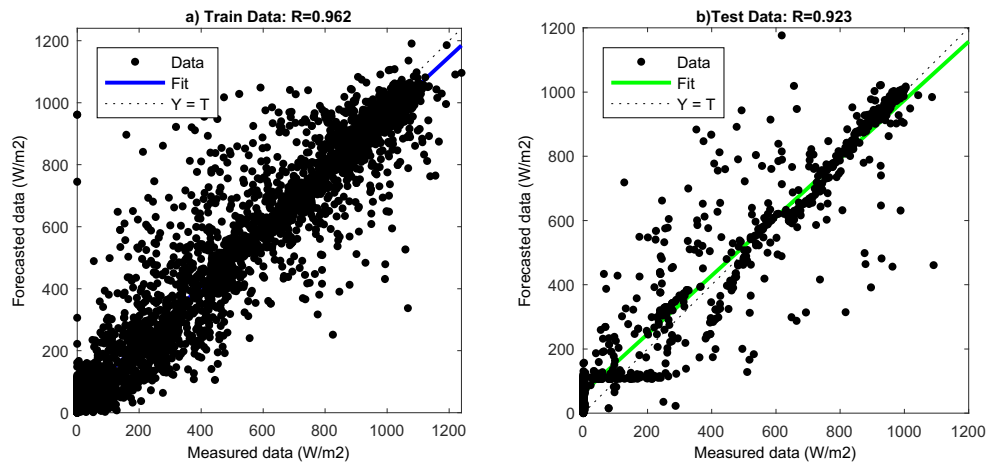 a) Train Data: R=0.962
1200
1000
800
600
400
200
0
Forecasted data (W/m2)
Data
Fit
Y = T
0 200 400 600 800 1000 1200
Measured data (W/m2)
b)Test Data: R=0.923
1200
1000
800
600
400
200
0
Forecasted data (W/m2)
Data
Fit
Y = T
0 200 400 600 800 1000 1200
Measured data (W/m2)